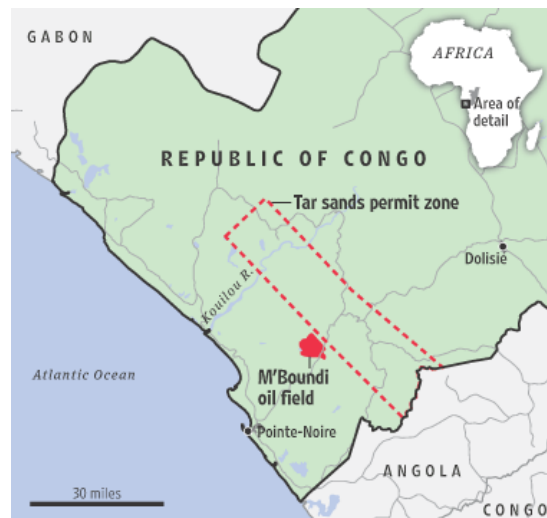 GABON
AFRICA
Area of
detail
REPUBLIC OF CONGO
Tar sands permit zone
Dolisié
Kouilou R.
Atlantic Ocean
M'Boundi
oil field
Pointe-Noire
30 miles
ANGOLA
CONGO